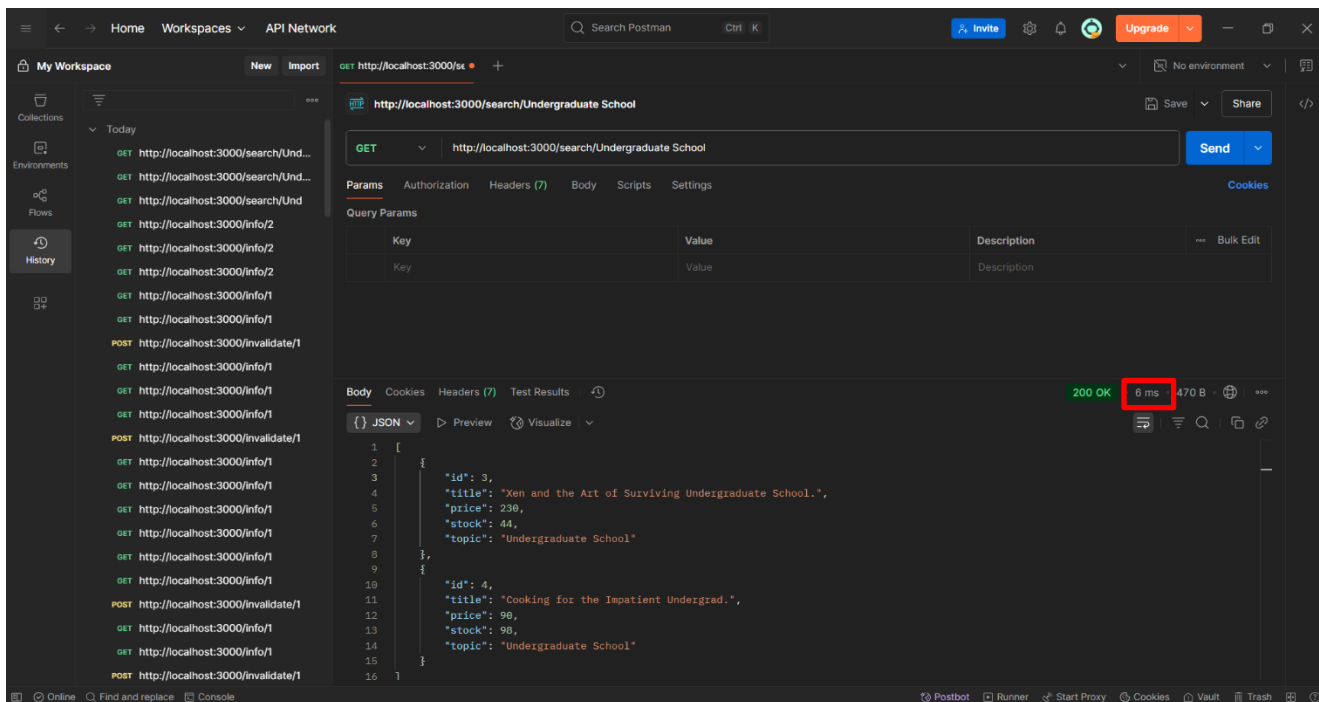 Home Workspaces API Network Search Postman Ctrl K Invite Upgrade
My Workspace New Import GET http://localhost:3000/se No environment
Collections
Environments
Flows
History
Today
GET http://localhost:3000/search/Und...
GET http://localhost:3000/search/Und...
GET http://localhost:3000/search/Und
GET http://localhost:3000/info/2
GET http://localhost:3000/info/2
GET http://localhost:3000/info/2
GET http://localhost:3000/info/1
GET http://localhost:3000/info/1
POST http://localhost:3000/invalidate/1
GET http://localhost:3000/info/1
GET http://localhost:3000/info/1
GET http://localhost:3000/info/1
POST http://localhost:3000/invalidate/1
GET http://localhost:3000/info/1
GET http://localhost:3000/info/1
GET http://localhost:3000/info/1
GET http://localhost:3000/info/1
GET http://localhost:3000/info/1
GET http://localhost:3000/info/1
POST http://localhost:3000/invalidate/1
GET http://localhost:3000/info/1
GET http://localhost:3000/info/1
POST http://localhost:3000/invalidate/1
HTTP http://localhost:3000/search/Undergraduate School Save Share
GET http://localhost:3000/search/Undergraduate School Send
Params Authorization Headers (7) Body Scripts Settings Cookies
Query Params
Key Value Description Bulk Edit
Key Value Description
Body Cookies Headers (7) Test Results 200 OK 6 ms 470 B
{} JSON Preview Visualize
1 [
2 {
3 "id": 3,
4 "title": "Xen and the Art of Surviving Undergraduate School.",
5 "price": 230,
6 "stock": 44,
7 "topic": "Undergraduate School"
8 },
9 {
10 "id": 4,
11 "title": "Cooking for the Impatient Undergrad.",
12 "price": 90,
13 "stock": 98,
14 "topic": "Undergraduate School"
15 }
16 ]
Online Find and replace Console Postbot Runner Start Proxy Cookies Vault Trash